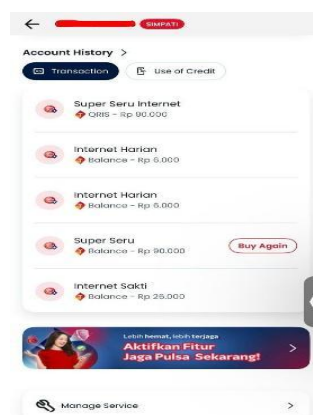 SIMPATI
Account History >
Transaction
Use of Credit
Super Seru Internet
QRIS - Rp 90.000
Internet Harian
Balance - Rp 6.000
Internet Harian
Balance - Rp 6.000
Super Seru
Balance - Rp 90.000
Buy Again
Internet Sakti
Balance - Rp 25.000
Lebih hemat, lebih terjaga
Aktifkan Fitur
Jaga Pulsa Sekarang!
Manage Service